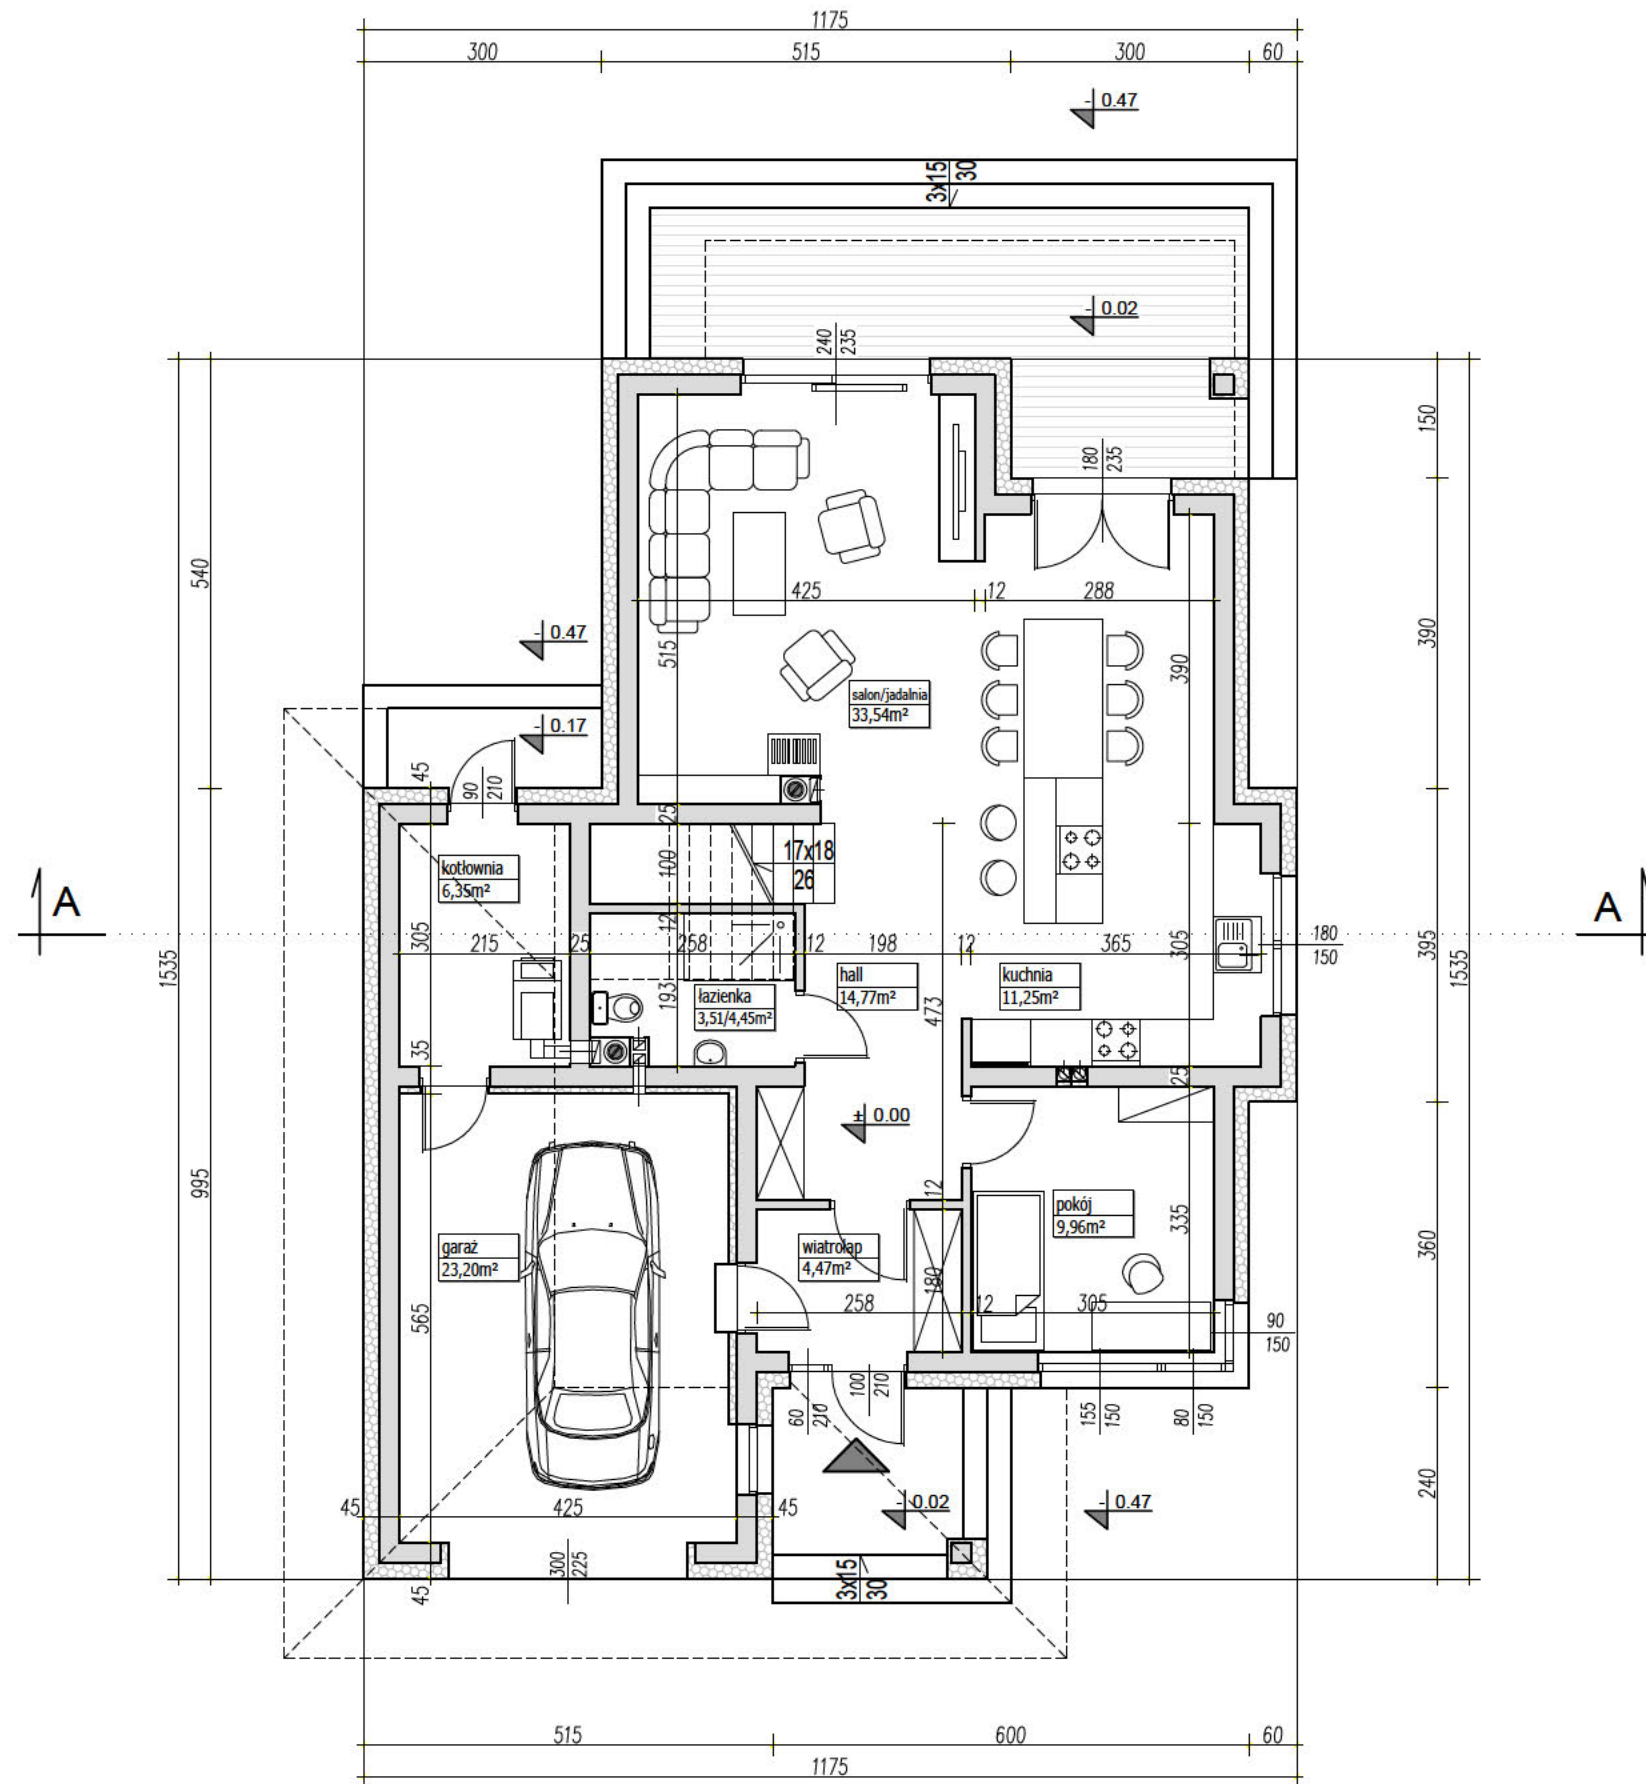 1175
300 515 300 60
- 0.47
3x15
30
- 0.02
240
235
150
180
235
540
425 12 288
390
- 0.47
515
390
salon/jadalnia
33,54m²
- 0.17
45
90
210
25
17x18
26
100
kotłownia
6,35m²
A
A
12
305
215 25 268 12 198 12 365
305
180
150
395
1535
1535
hall
14,77m²
kuchnia
11,25m²
łazienka
3,51/4,45m²
193
473
35
25
± 0.00
995
12
pokój
9,96m²
335
garaż
23,20m²
wiatrołap
4,47m²
360
180
565
258 12 305
90
150
60
210
100
210
155
150
80
150
240
45 425 45
- 0.02
- 0.47
300
225
3x15
30
45
515 600 60
1175